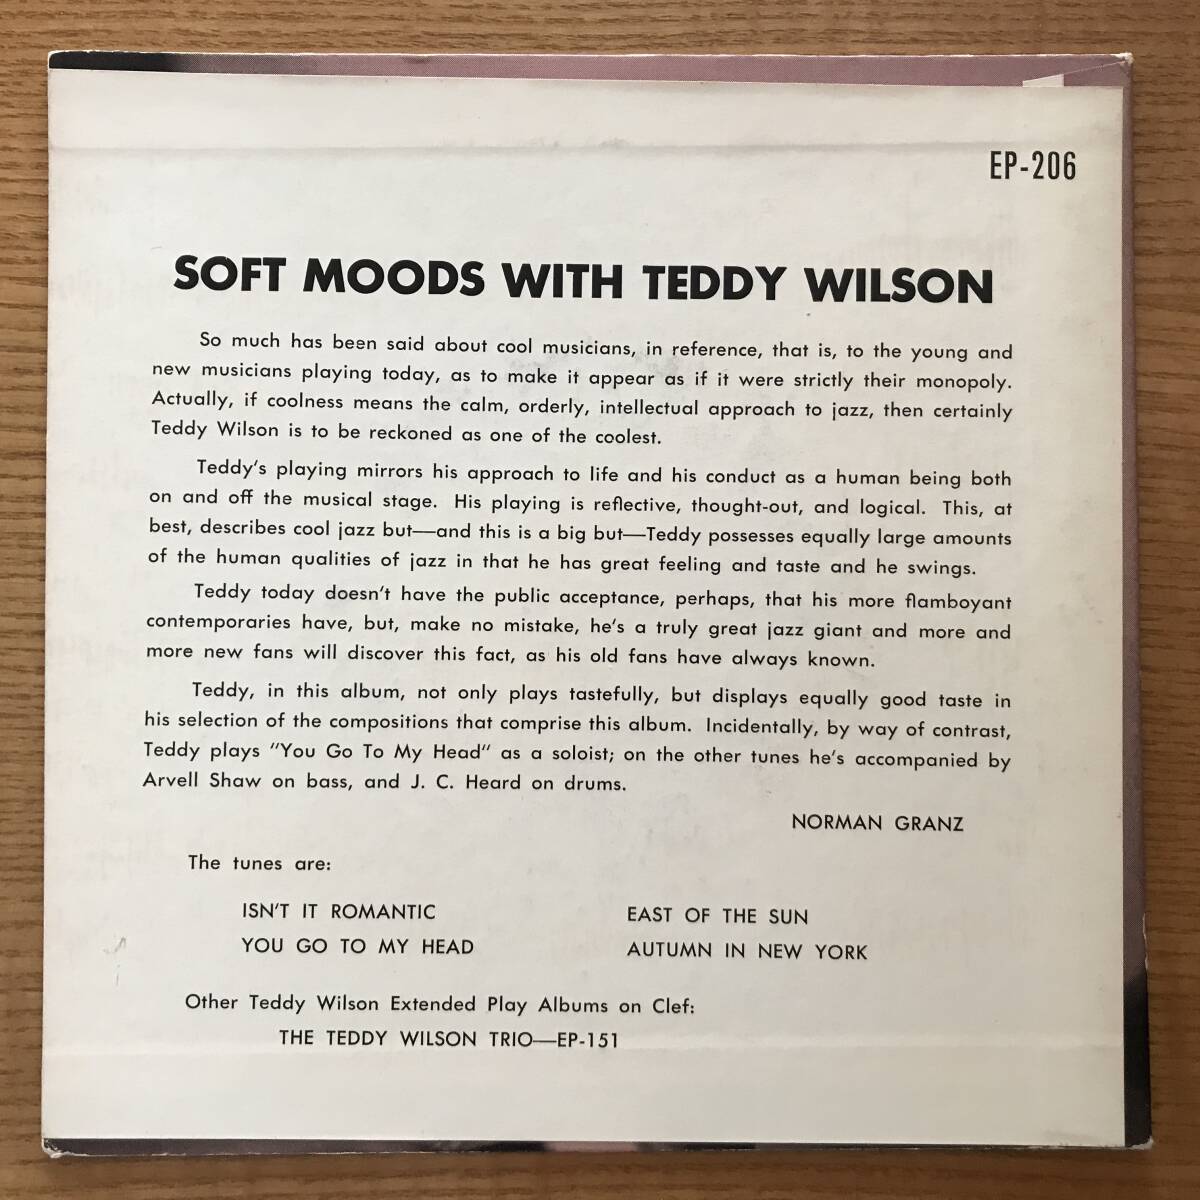 EP-206
SOFT MOODS WITH TEDDY WILSON
So much has been said about cool musicians, in reference, that is, to the young and
new musicians playing today, as to make it appear as if it were strictly their monopoly.
Actually, if coolness means the calm, orderly, intellectual approach to jazz, then certainly
Teddy Wilson is to be reckoned as one of the coolest.
Teddy's playing mirrors his approach to life and his conduct as a human being both
on and off the musical stage. His playing is reflective, thought-out, and logical. This, at
best, describes cool jazz but—and this is a big but—Teddy possesses equally large amounts
of the human qualities of jazz in that he has great feeling and taste and he swings.
Teddy today doesn't have the public acceptance, perhaps, that his more flamboyant
contemporaries have, but, make no mistake, he's a truly great jazz giant and more and
more new fans will discover this fact, as his old fans have always known.
Teddy, in this album, not only plays tastefully, but displays equally good taste in
his selection of the compositions that comprise this album. Incidentally, by way of contrast,
Teddy plays "You Go To My Head" as a soloist; on the other tunes he's accompanied by
Arvell Shaw on bass, and J. C. Heard on drums.
NORMAN GRANZ
The tunes are:
ISN'T IT ROMANTIC
YOU GO TO MY HEAD
EAST OF THE SUN
AUTUMN IN NEW YORK
Other Teddy Wilson Extended Play Albums on Clef:
THE TEDDY WILSON TRIO—EP-151